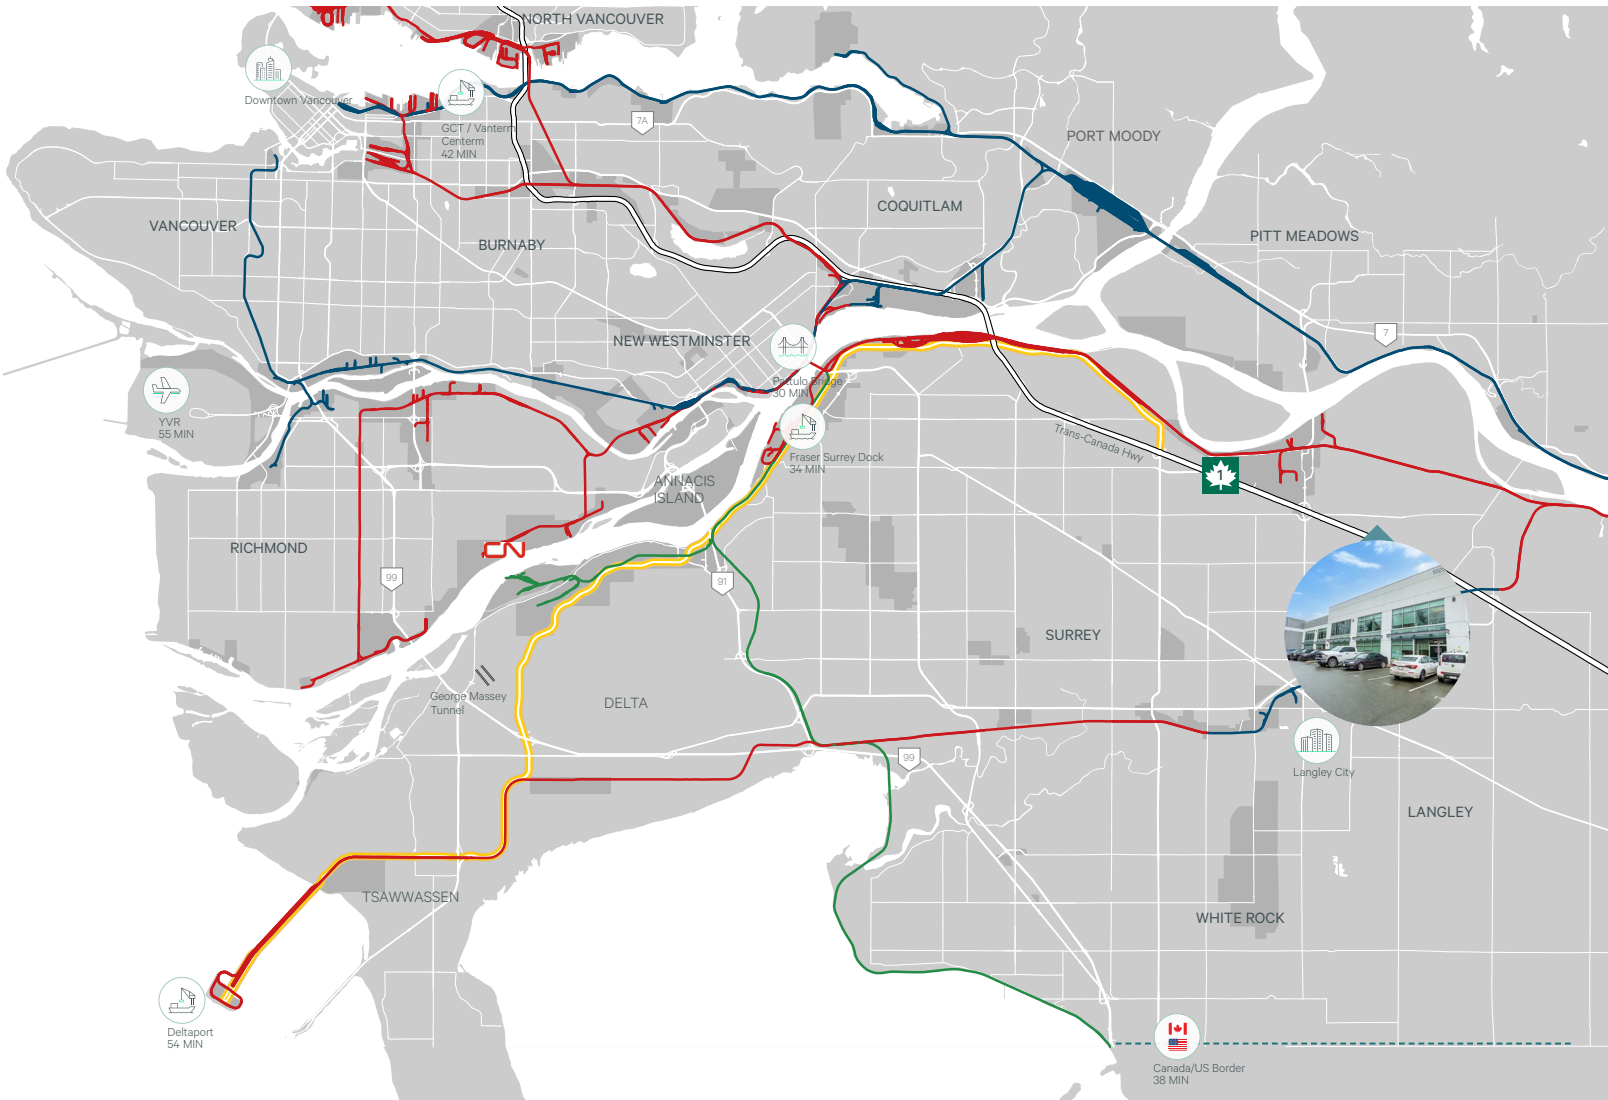 NORTH VANCOUVER
Downtown Vancouver
GCT / Vanterm
Centerm
42 MIN
7A
PORT MOODY
COQUITLAM
VANCOUVER
BURNABY
PITT MEADOWS
7
NEW WESTMINSTER
Pattulo Bridge
30 MIN
YVR
55 MIN
Trans-Canada Hwy
Fraser Surrey Dock
34 MIN
1
ANNACIS
ISLAND
RICHMOND
CN
99
91
SURREY
George Massey
Tunnel
DELTA
99
Langley City
LANGLEY
TSAWWASSEN
WHITE ROCK
Deltaport
54 MIN
Canada/US Border
38 MIN